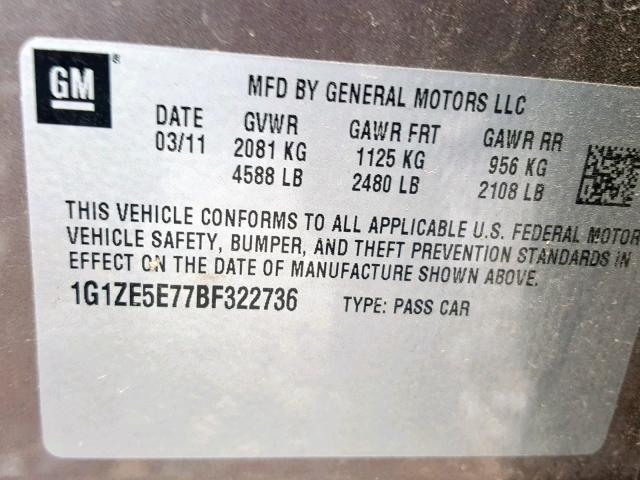 GM ®
MFD BY GENERAL MOTORS LLC
DATE GVWR GAWR FRT GAWR RR
03/11 2081 KG 1125 KG 956 KG
4588 LB 2480 LB 2108 LB
THIS VEHICLE CONFORMS TO ALL APPLICABLE U.S. FEDERAL MOTOR
VEHICLE SAFETY, BUMPER, AND THEFT PREVENTION STANDARDS IN
EFFECT ON THE DATE OF MANUFACTURE SHOWN ABOVE.
1G1ZE5E77BF322736 TYPE: PASS CAR